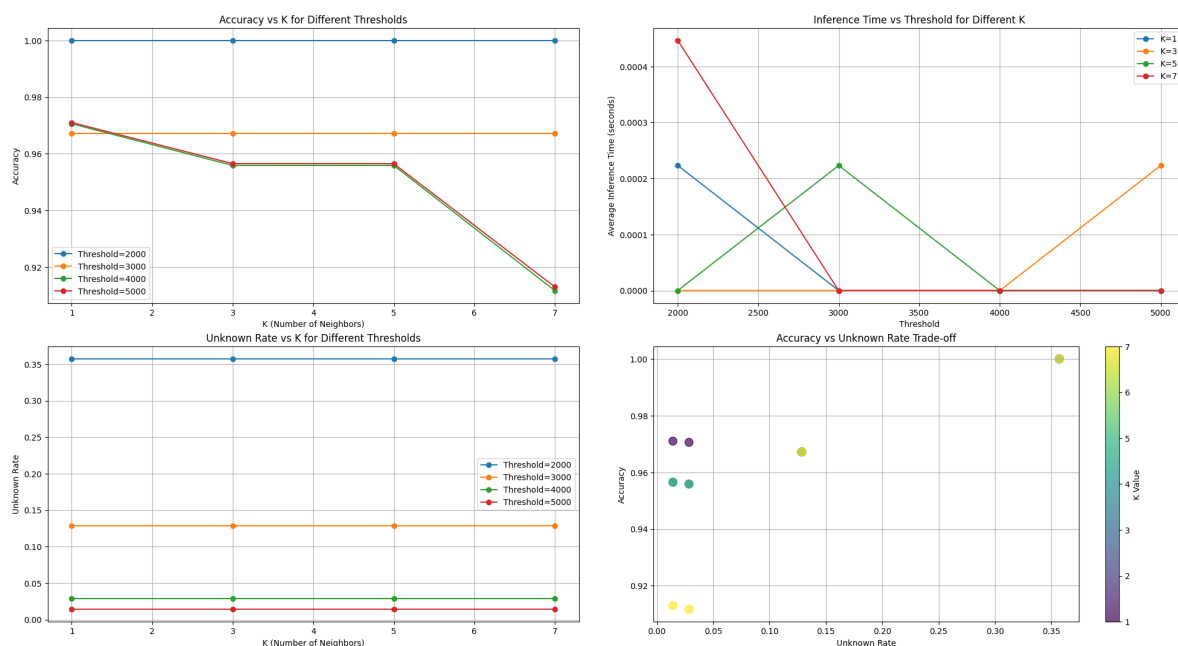 Accuracy vs K for Different Thresholds
1.00
0.98
0.96
0.94
0.92
Accuracy
Threshold=2000
Threshold=3000
Threshold=4000
Threshold=5000
1 2 3 4 5 6 7
K (Number of Neighbors)
Inference Time vs Threshold for Different K
0.0004
0.0003
0.0002
0.0001
0.0000
Average Inference Time (seconds)
K=1
K=3
K=5
K=7
2000 2500 3000 3500 4000 4500 5000
Threshold
Unknown Rate vs K for Different Thresholds
0.35
0.30
0.25
0.20
0.15
0.10
0.05
0.00
Unknown Rate
Threshold=2000
Threshold=3000
Threshold=4000
Threshold=5000
1 2 3 4 5 6 7
K (Number of Neighbors)
Accuracy vs Unknown Rate Trade-off
1.00
0.98
0.96
0.94
0.92
Accuracy
0.00 0.05 0.10 0.15 0.20 0.25 0.30 0.35
Unknown Rate
7
6
5
4
3
2
1
K Value